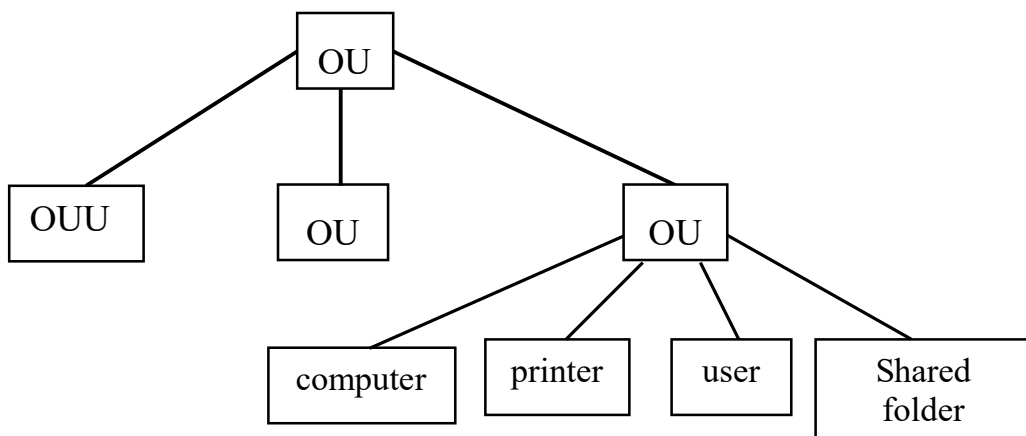 OU
OUU
OU
OU
computer
printer
user
Shared
folder